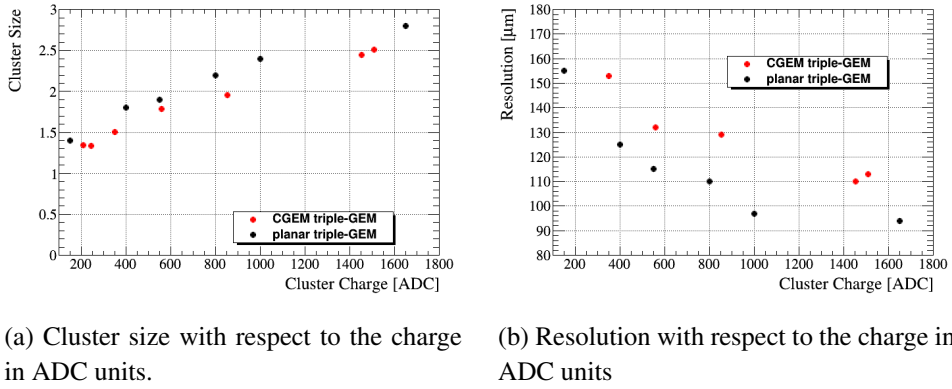 Cluster Size
3
2.5
2
1.5
1
0.5
0
CGEM triple-GEM
planar triple-GEM
200 400 600 800 1000 1200 1400 1600 1800
Cluster Charge [ADC]
(a) Cluster size with respect to the charge
in ADC units.
Resolution [μm]
180
170
160
150
140
130
120
110
100
90
80
CGEM triple-GEM
planar triple-GEM
200 400 600 800 1000 1200 1400 1600 1800
Cluster Charge [ADC]
(b) Resolution with respect to the charge in
ADC units